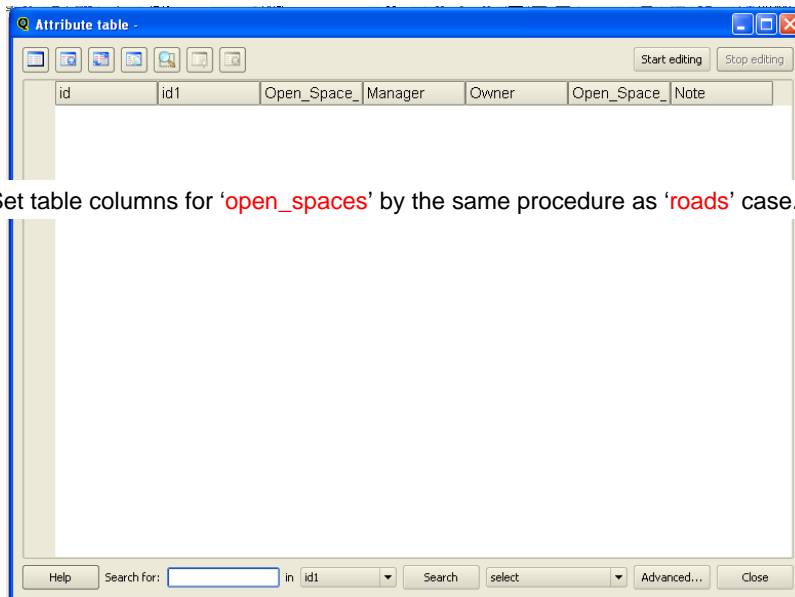 Attribute table -
Start editing Stop editing
id id1 Open_Space_ Manager Owner Open_Space_ Note
Set table columns for ‘open_spaces’ by the same procedure as ‘roads’ case.
Help Search for: in id1 Search select Advanced... Close